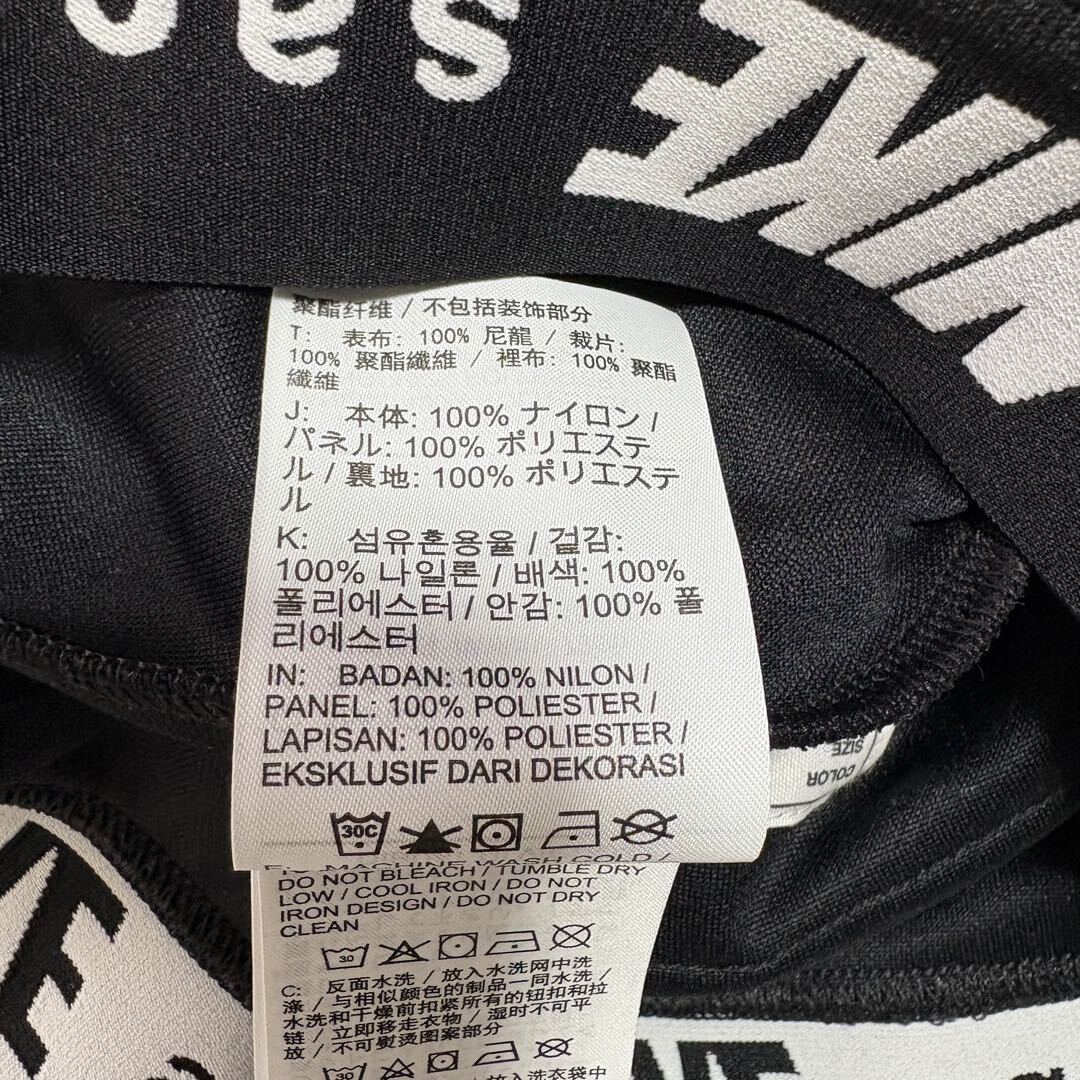 sac
NIKE
聚酯纤维 / 不包括装饰部分
T: 表布: 100% 尼龍 / 裁片:
100% 聚酯纖維 / 裡布: 100% 聚酯
纖維
J: 本体: 100% ナイロン /
パネル: 100% ポリエステ
ル / 裏地: 100% ポリエステ
ル
K: 섬유혼용율 / 겉감:
100% 나일론 / 배색: 100%
폴리에스터 / 안감: 100% 폴
리에스터
IN: BADAN: 100% NILON /
PANEL: 100% POLIESTER /
LAPISAN: 100% POLIESTER /
EKSKLUSIF DARI DEKORASI
SIZE
COLOR
30C
MACHINE WASH COLD /
DO NOT BLEACH / TUMBLE DRY
LOW / COOL IRON / DO NOT
IRON DESIGN / DO NOT DRY
CLEAN
30
C: 反面水洗 / 放入水洗网中洗
涤 / 与相似颜色的制品一同水洗 /
水洗和干燥前扣紧所有的钮扣和拉
链 / 立即移走衣物 / 湿时不可平
放 / 不可熨烫图案部分
30